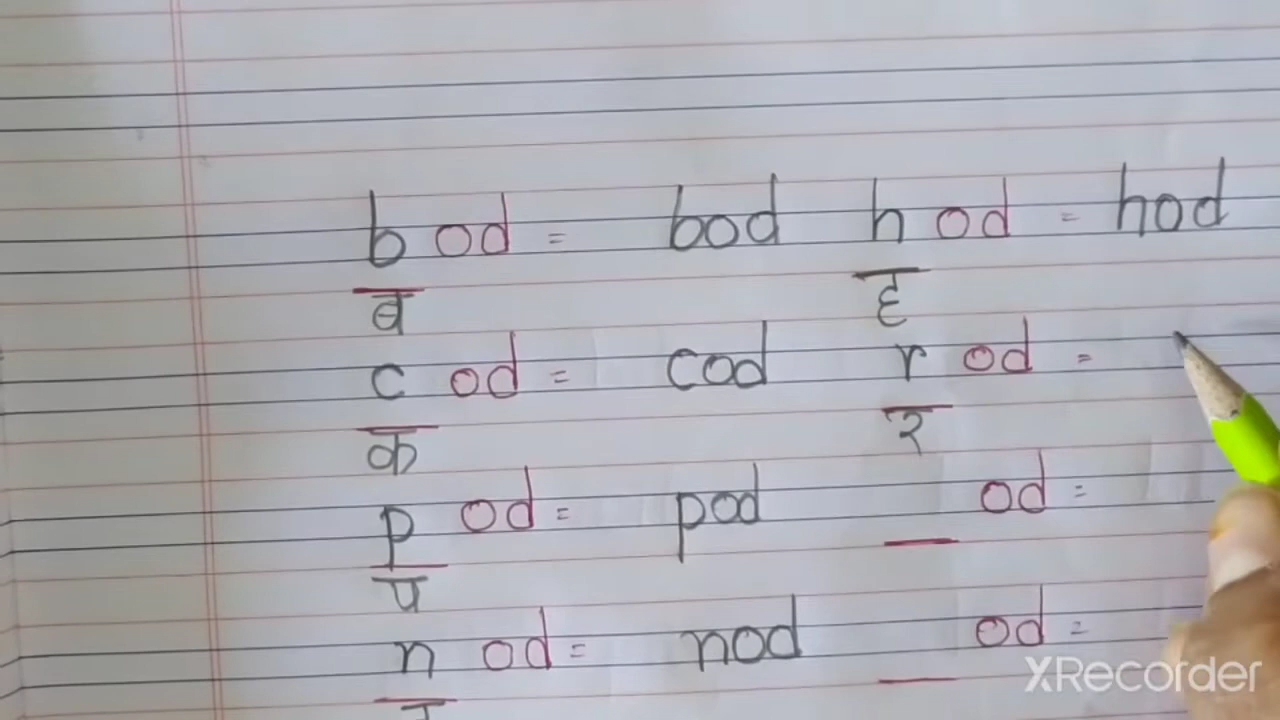 b od = bod h od = hod
ब ह
c od = cod r od =
क र
p od = pod od =
प
n od = nod od =
XRecorder